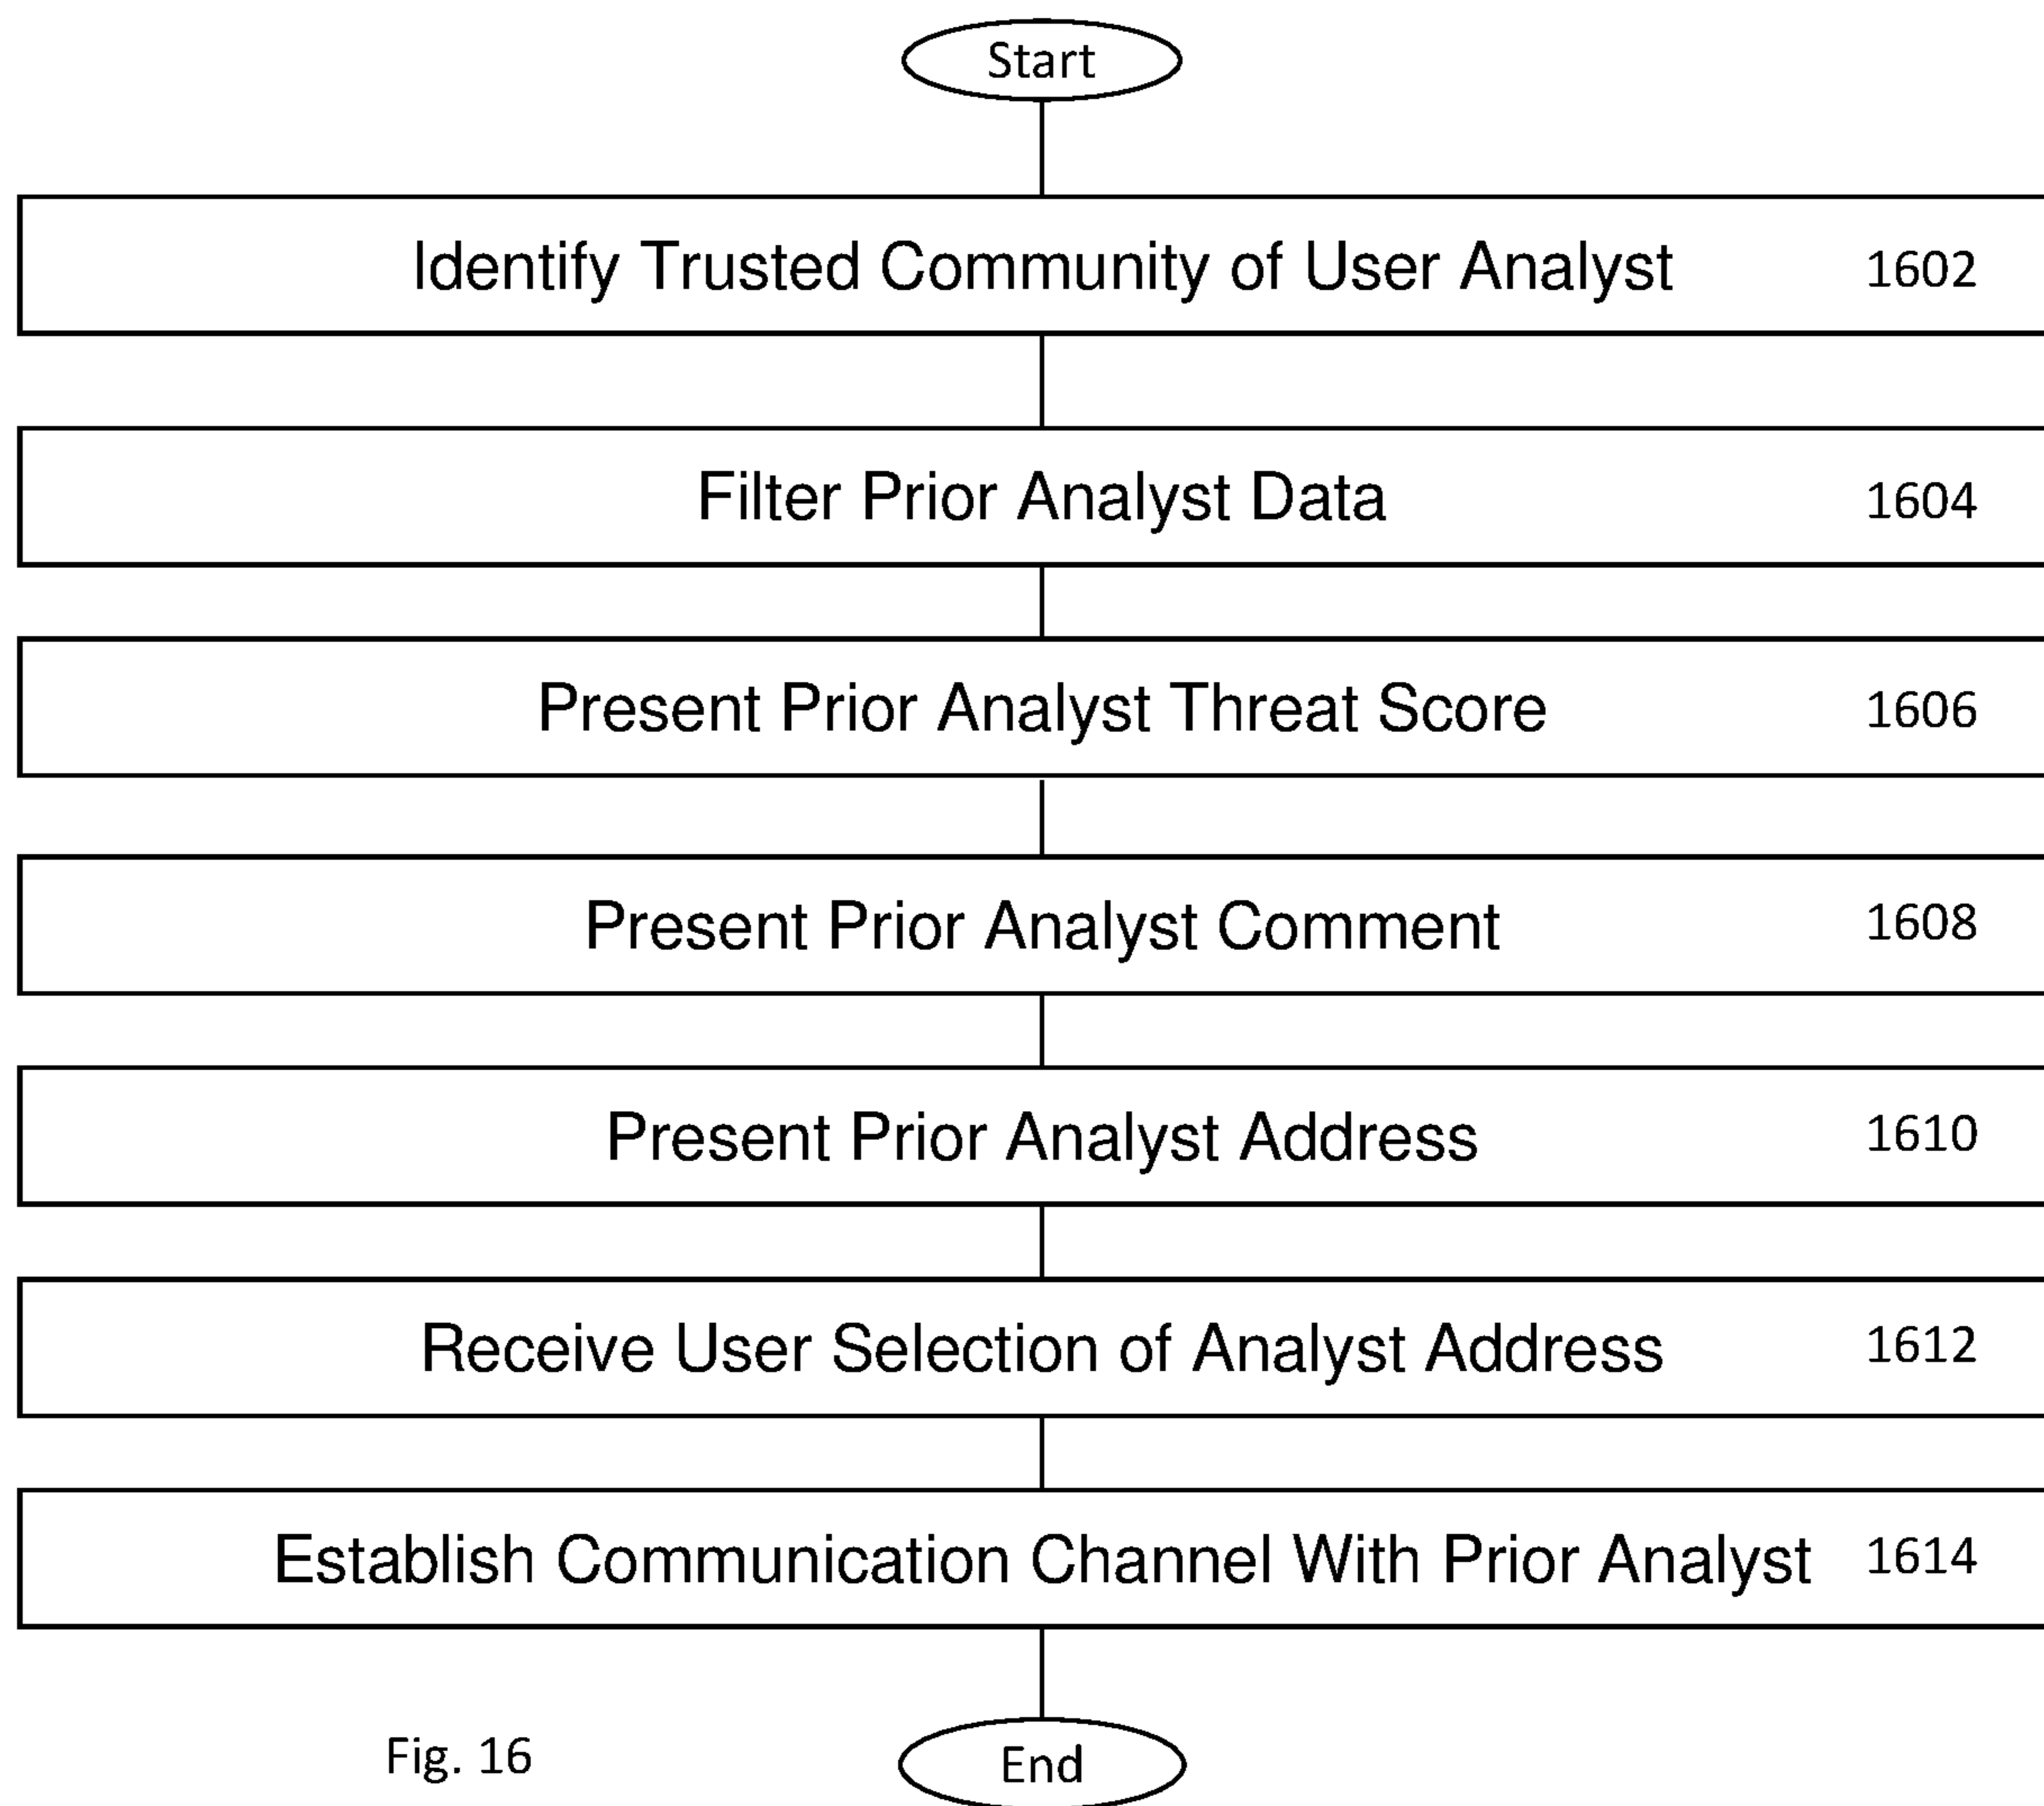 Start
Identify Trusted Community of User Analyst 1602
Filter Prior Analyst Data 1604
Present Prior Analyst Threat Score 1606
Present Prior Analyst Comment 1608
Present Prior Analyst Address 1610
Receive User Selection of Analyst Address 1612
Establish Communication Channel With Prior Analyst 1614
Fig. 16
End